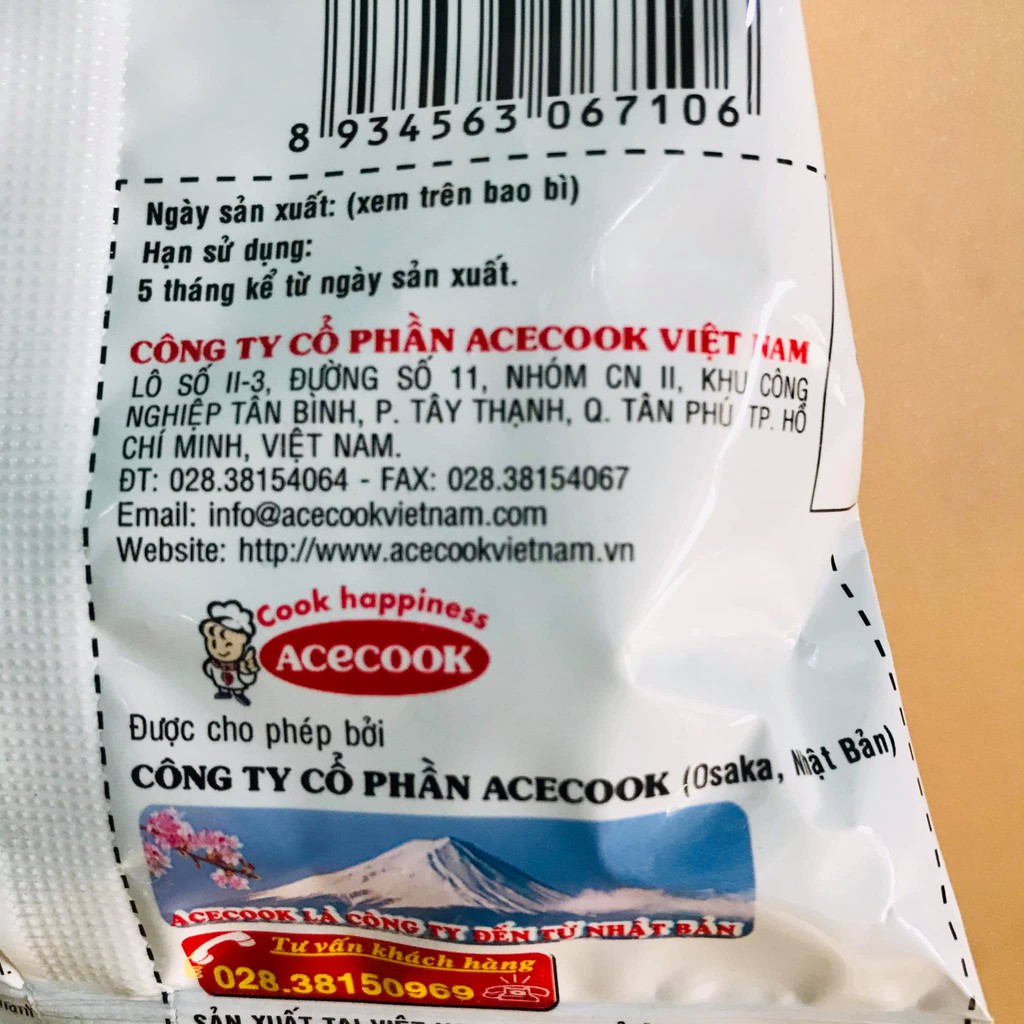 8 934563 067106
Ngày sản xuất: (xem trên bao bì)
Hạn sử dụng:
5 tháng kể từ ngày sản xuất.
CÔNG TY CỔ PHẦN ACECOOK VIỆT NAM
LÔ SỐ II-3, ĐƯỜNG SỐ 11, NHÓM CN II, KHU CÔNG
NGHIỆP TÂN BÌNH, P. TÂY THẠNH, Q. TÂN PHÚ TP. HỒ
CHÍ MINH, VIỆT NAM.
ĐT: 028.38154064 - FAX: 028.38154067
Email: info@acecookvietnam.com
Website: http://www.acecookvietnam.vn
Cook happiness
ACECOOK
Được cho phép bởi
CÔNG TY CỔ PHẦN ACECOOK (Osaka, Nhật Bản)
ACECOOK LÀ CÔNG TY ĐẾN TỪ NHẬT BẢN
Tư vấn khách hàng
028.38150969
SẢN XUẤT TẠI VIỆT